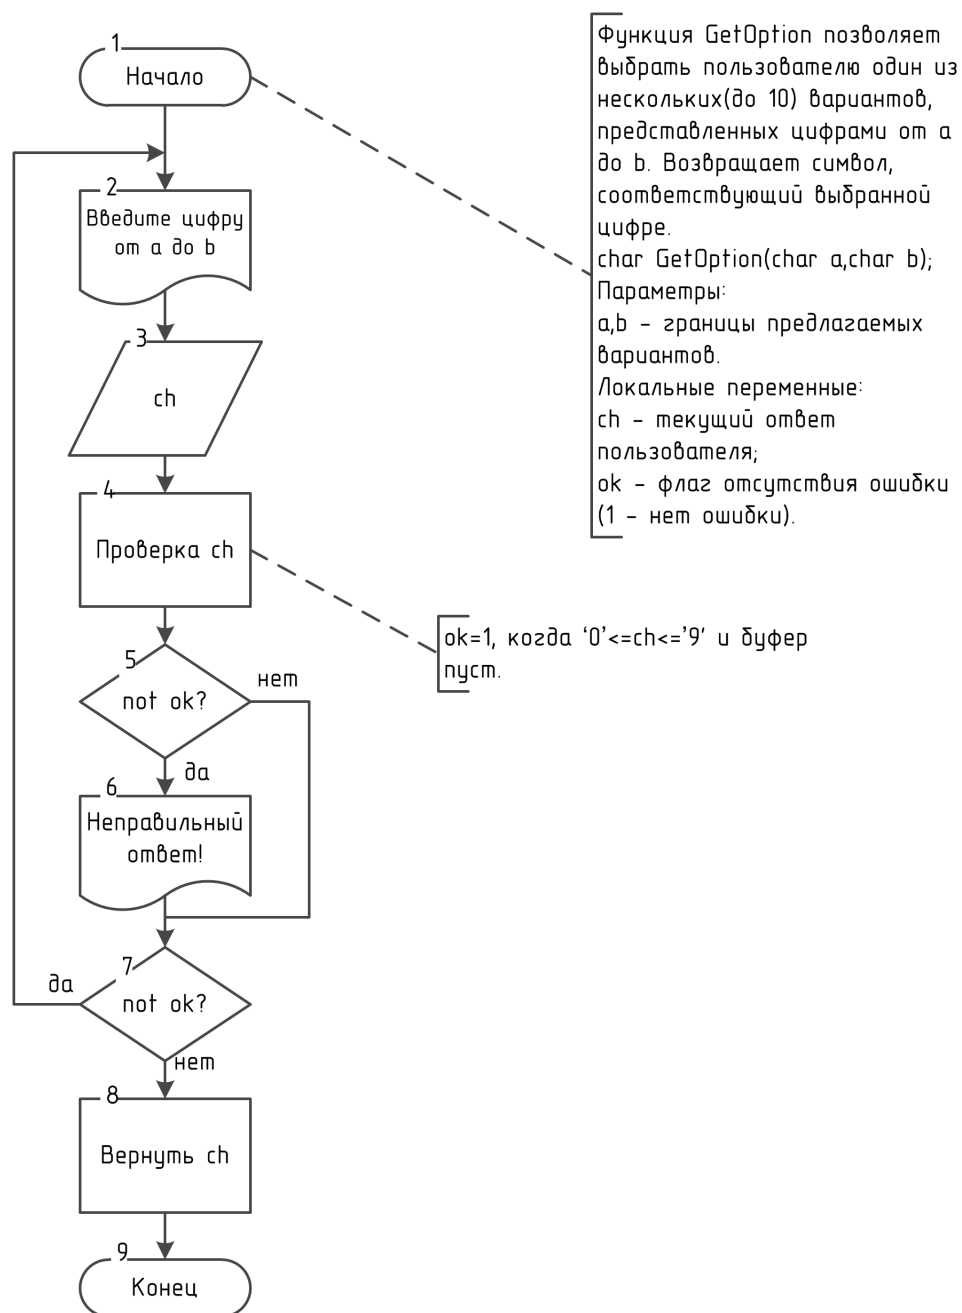 1
Начало
Функция GetOption позволяет
выбрать пользователю один из
нескольких(до 10) вариантов,
представленных цифрами от a
до b. Возвращает символ,
соответствующий выбранной
цифре.
char GetOption(char a,char b);
Параметры:
a,b - границы предлагаемых
вариантов.
Локальные переменные:
ch - текущий ответ
пользователя;
ok - флаг отсутствия ошибки
(1 - нет ошибки).
2
Введите цифру
от a до b
3
ch
4
Проверка ch
ok=1, когда ‘0’<=ch<=’9’ и буфер
пуст.
5
not ok?
нет
да
6
Неправильный
ответ!
7
not ok?
да
нет
8
Вернуть ch
9
Конец